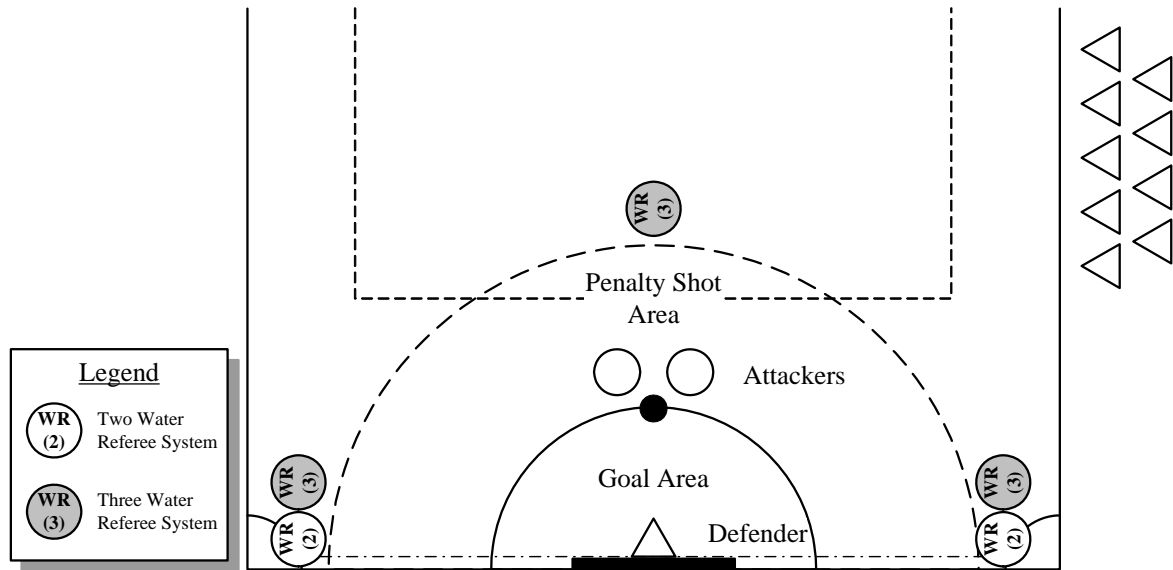 WR
(3)
Penalty Shot
Area
Attackers
Legend
WR
(2)
Two Water
Referee System
WR
(3)
Three Water
Referee System
WR
(3)
WR
(2)
Goal Area
Defender
WR
(3)
WR
(2)